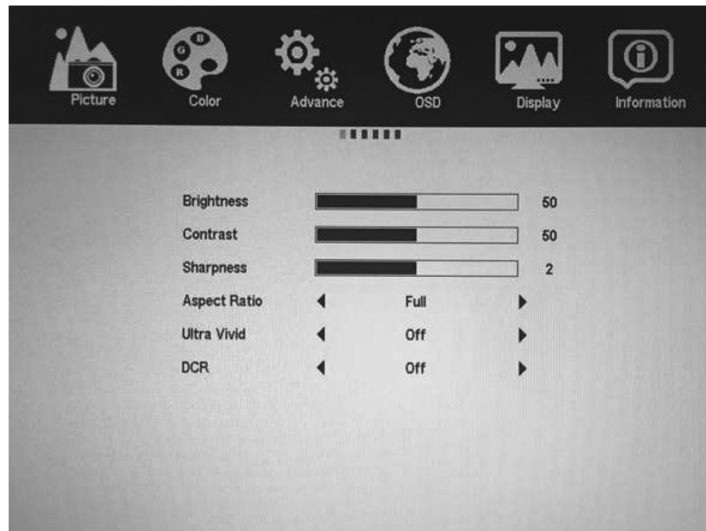 B
G
R
Picture Color Advance OSD Display Information
Brightness 50
Contrast 50
Sharpness 2
Aspect Ratio Full
Ultra Vivid Off
DCR Off